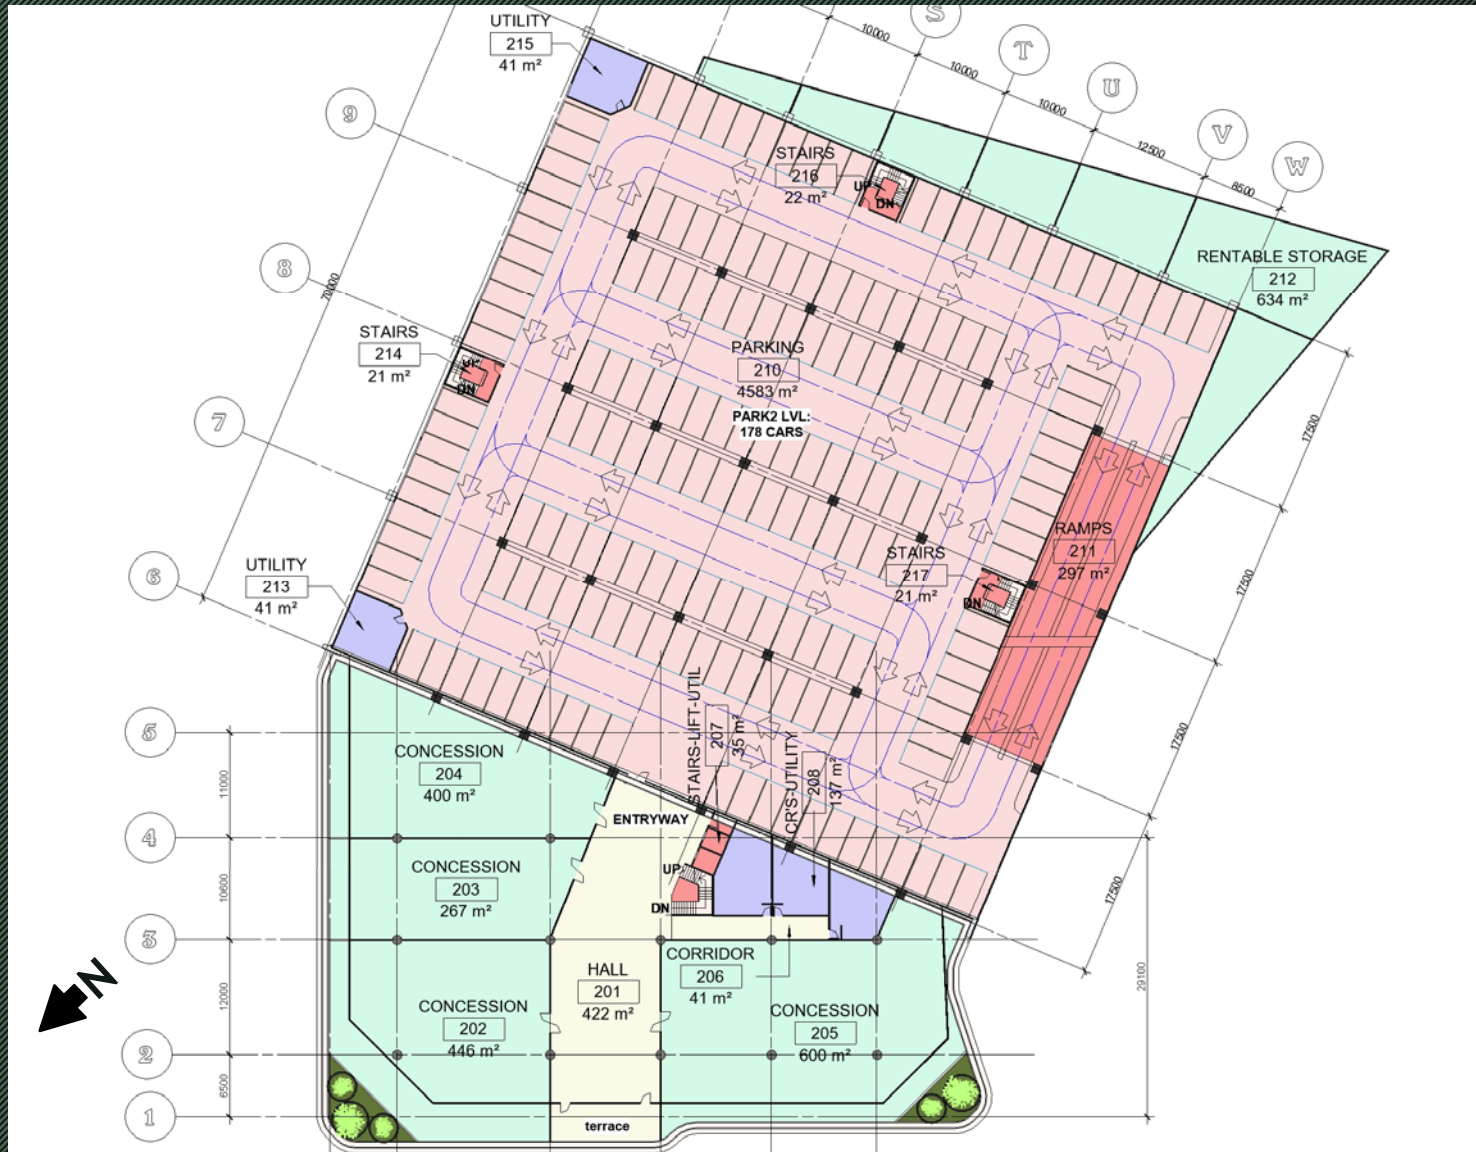 UTILITY
215
41 m²
S
T
U
V
W
10000
10000
10000
12500
8500
9
8
7
6
5
4
3
2
1
70000
STAIRS
216
22 m²
UP
DN
RENTABLE STORAGE
212
634 m²
STAIRS
214
21 m²
UP
DN
PARKING
210
4583 m²
PARK2 LVL:
178 CARS
17500
17500
17500
17500
RAMPS
211
297 m²
STAIRS
217
21 m²
DN
UTILITY
213
41 m²
STAIRS-LIFT-UTIL
207
35 m²
CR'S-UTILITY
208
137 m²
CONCESSION
204
400 m²
ENTRYWAY
UP
DN
CONCESSION
203
267 m²
HALL
201
422 m²
CORRIDOR
206
41 m²
CONCESSION
202
446 m²
CONCESSION
205
600 m²
11000
10600
12000
6500
29100
N
terrace